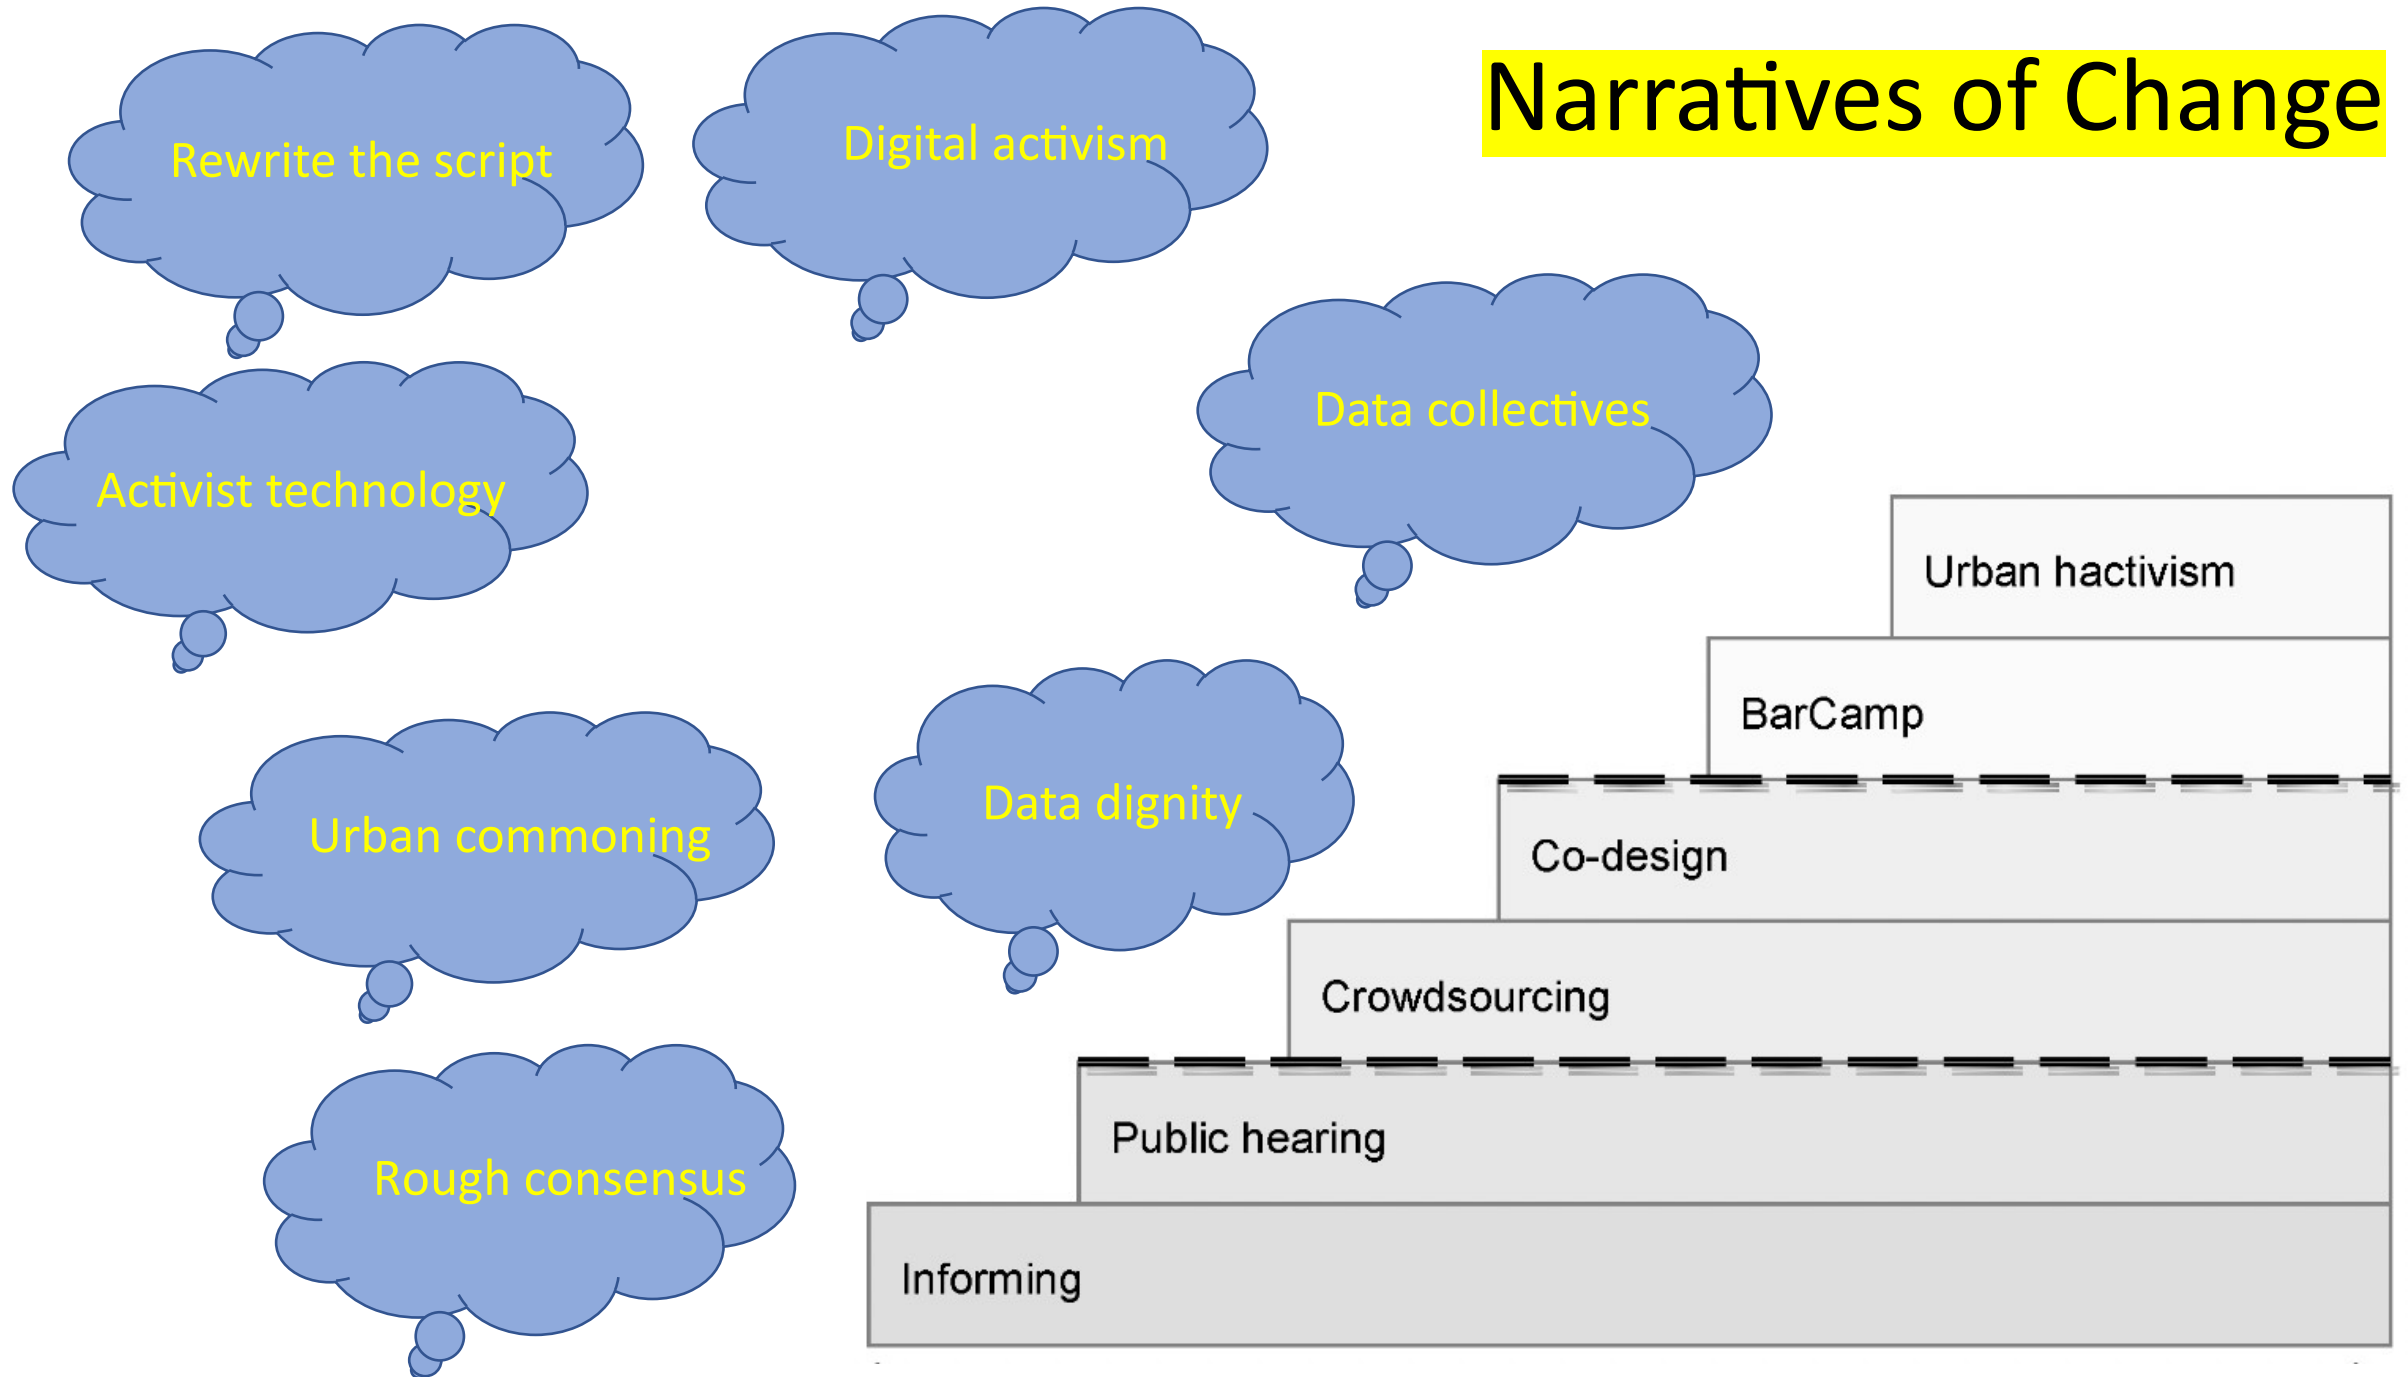 Narratives of Change
Rewrite the script
Digital activism
Data collectives
Activist technology
Urban commoning
Data dignity
Rough consensus
Urban hactivism
BarCamp
Co-design
Crowdsourcing
Public hearing
Informing